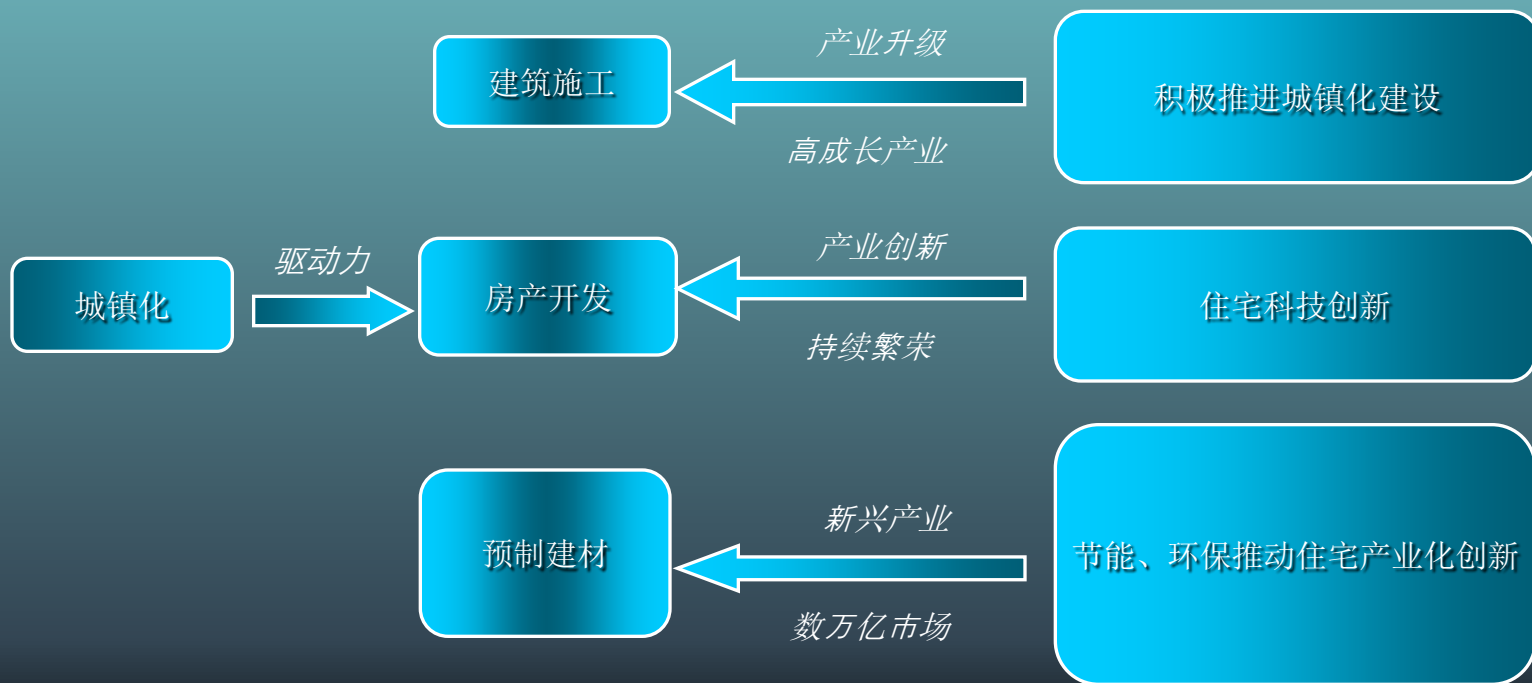 产业升级
建筑施工
积极推进城镇化建设
高成长产业
产业创新
驱动力
城镇化
房产开发
住宅科技创新
持续繁荣
新兴产业
预制建材
节能、环保推动住宅产业化创新
数万亿市场